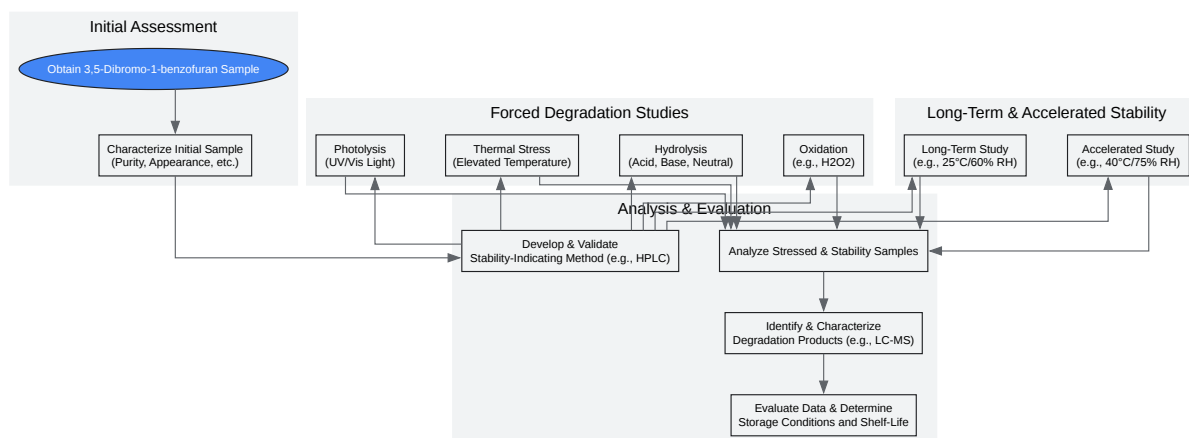 Initial Assessment
Obtain 3,5-Dibromo-1-benzofuran Sample
Characterize Initial Sample
(Purity, Appearance, etc.)
Forced Degradation Studies
Photolysis
(UV/Vis Light)
Thermal Stress
(Elevated Temperature)
Hydrolysis
(Acid, Base, Neutral)
Oxidation
(e.g., H2O2)
Long-Term & Accelerated Stability
Long-Term Study
(e.g., 25°C/60% RH)
Accelerated Study
(e.g., 40°C/75% RH)
Analysis & Evaluation
Develop & Validate
Stability-Indicating Method (e.g., HPLC)
Analyze Stressed & Stability Samples
Identify & Characterize
Degradation Products (e.g., LC-MS)
Evaluate Data & Determine
Storage Conditions and Shelf-Life